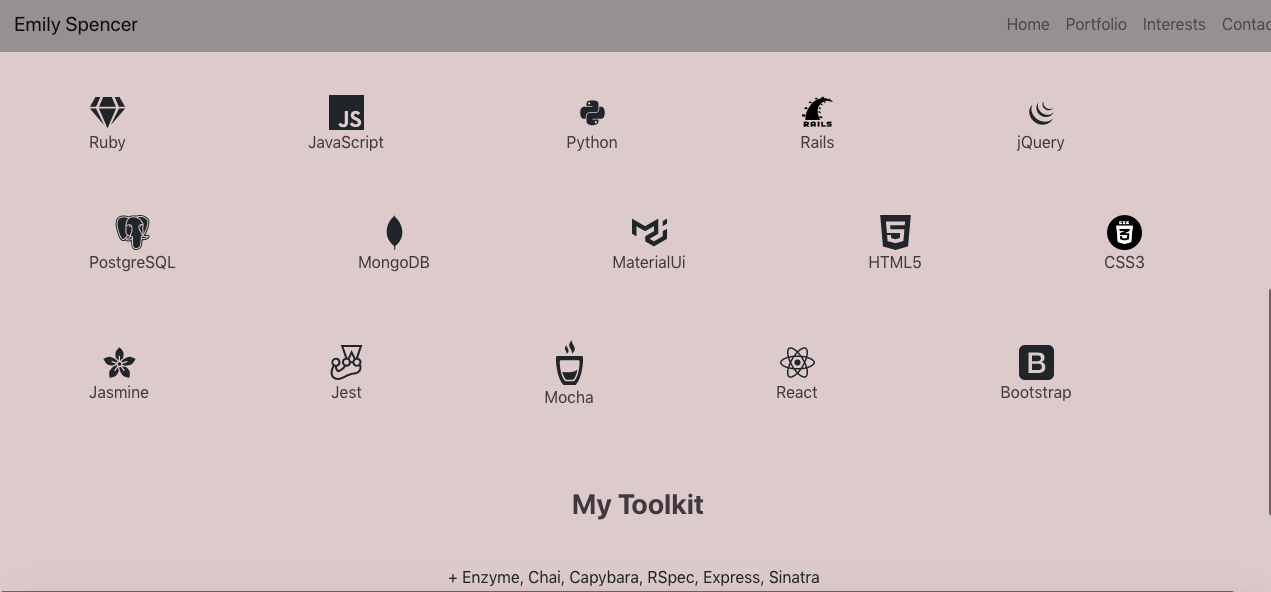 Emily Spencer Home Portfolio Interests Contac
JS RAILS
Ruby JavaScript Python Rails jQuery
PostgreSQL MongoDB MaterialUi HTML5 CSS3
Jasmine Jest Mocha React Bootstrap
My Toolkit
+ Enzyme, Chai, Capybara, RSpec, Express, Sinatra